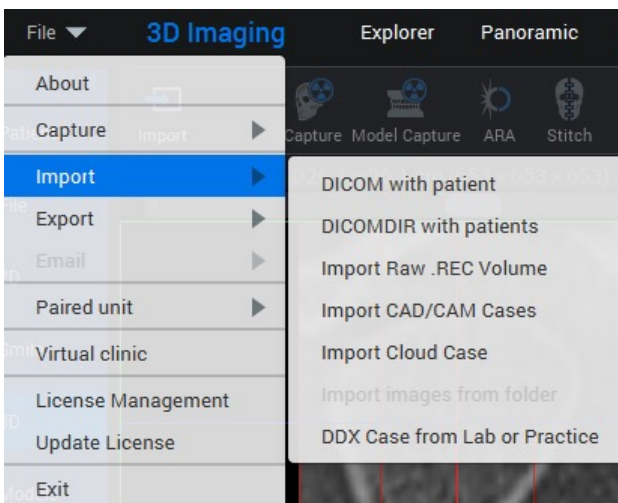 File
3D Imaging
Explorer
Panoramic
About
Capture
Import
Export
Email
Paired unit
Virtual clinic
License Management
Update License
Exit
Import
Capture
Model Capture
ARA
Stitch
DICOM with patient
DICOMDIR with patients
Import Raw .REC Volume
Import CAD/CAM Cases
Import Cloud Case
Import images from folder
DDX Case from Lab or Practice